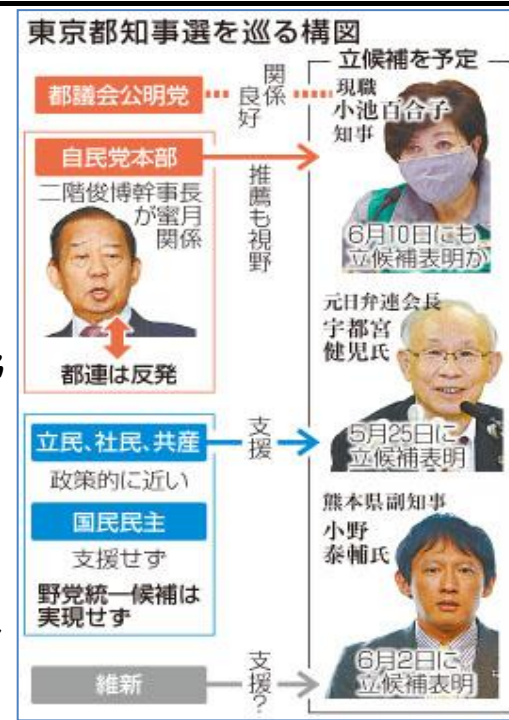 東京都知事選を巡る構図
立候補を予定
都議会公明党
関係
良好
現職
小池百合子
知事
6月10日にも
立候補表明か
自民党本部
推薦も視野
二階俊博幹事長
が蜜月
関係
都連は反発
元日弁連会長
宇都宮
健児氏
5月25日に
立候補表明
立民、社民、共産
支援
政策的に近い
国民民主
支援せず
野党統一候補は
実現せず
熊本県副知事
小野
泰輔氏
6月2日に
立候補表明
維新
支援?